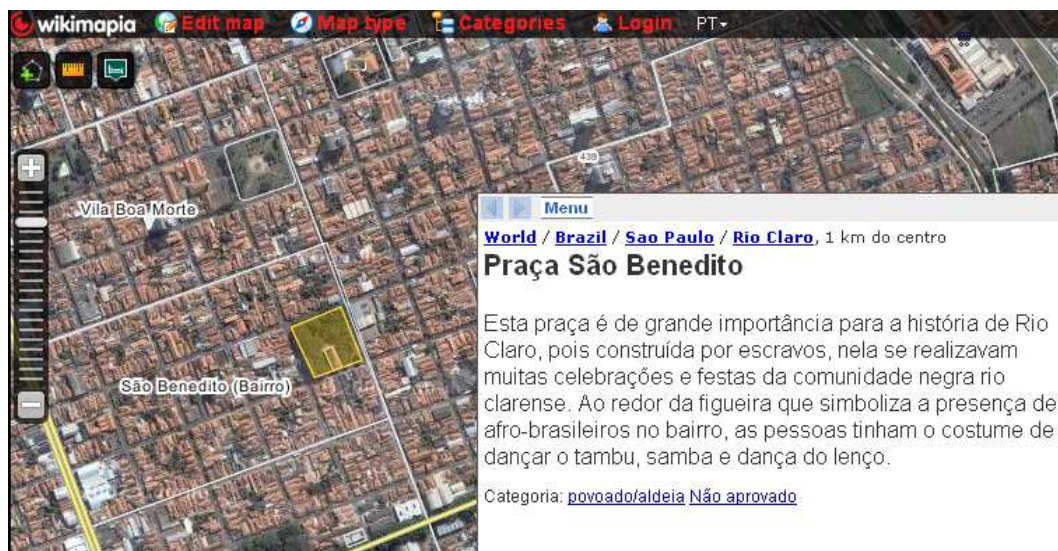 wikimapia Edit map Map type Categories Login PT
439
Vila Boa Morte
São Benedito (Bairro)
Menu
World / Brazil / Sao Paulo / Rio Claro, 1 km do centro
Praça São Benedito
Esta praça é de grande importância para a história de Rio
Claro, pois construída por escravos, nela se realizavam
muitas celebrações e festas da comunidade negra rio
clarense. Ao redor da figueira que simboliza a presença de
afro-brasileiros no bairro, as pessoas tinham o costume de
dançar o tambu, samba e dança do lenço.
Categoria: povoado/aldeia Não aprovado